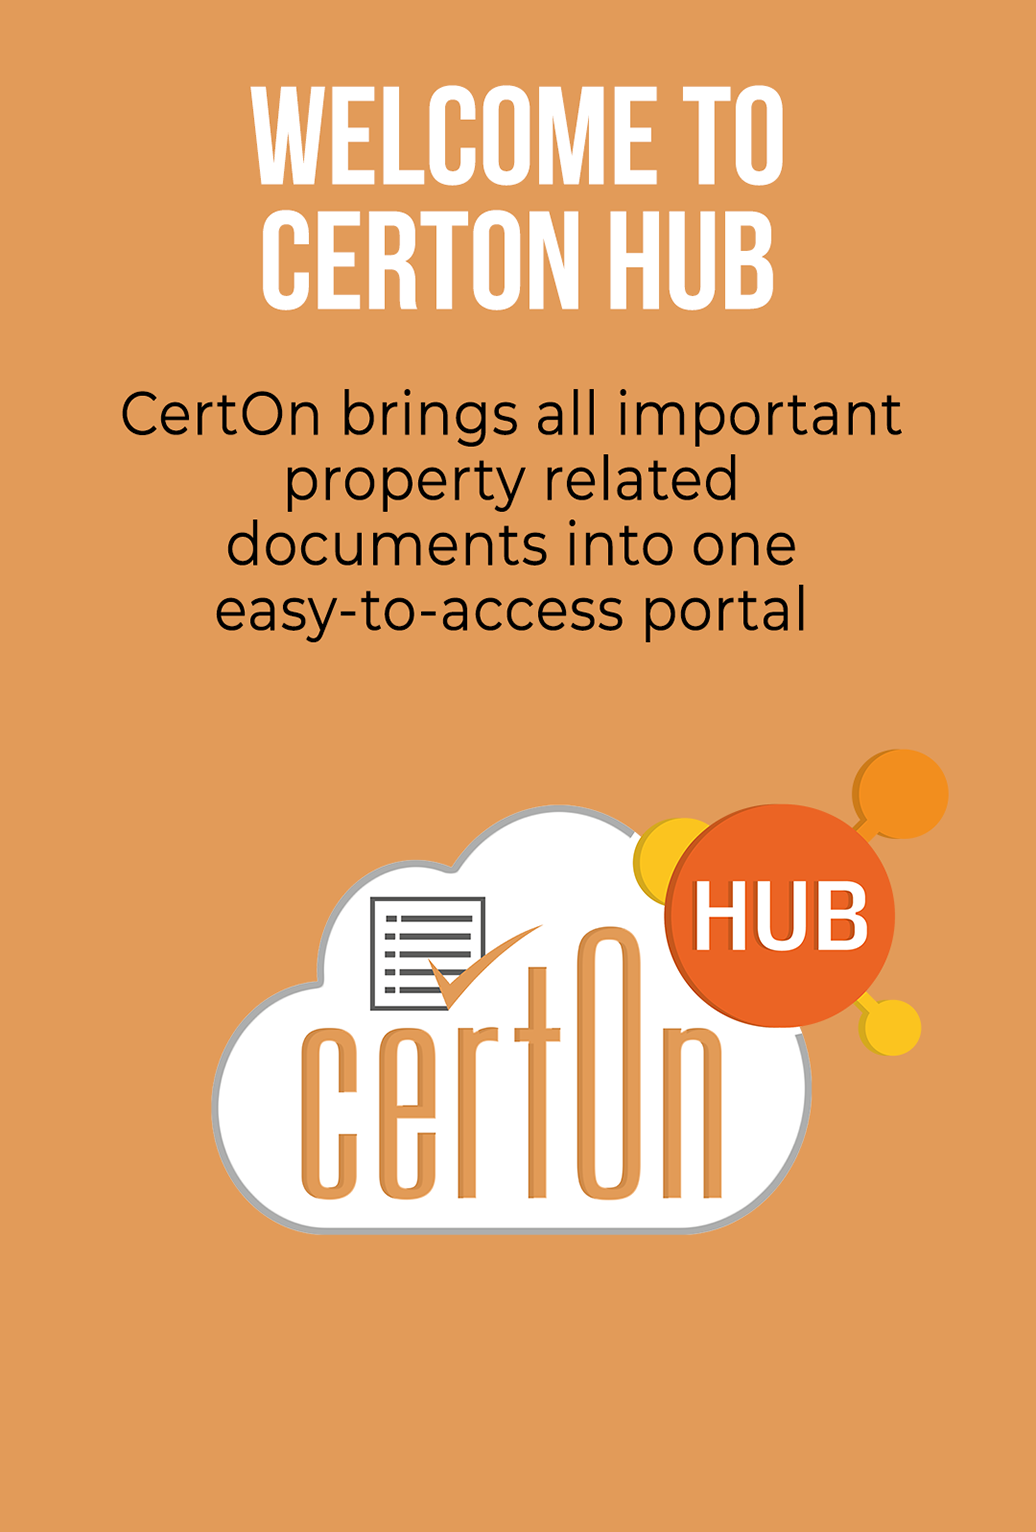 WELCOME TO
CERTON HUB
CertOn brings all important
property related
documents into one
easy-to-access portal
HUB
certOn